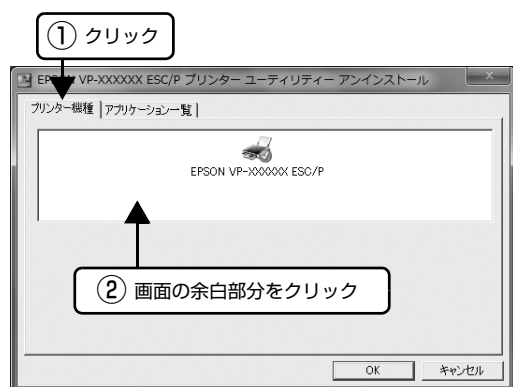 ① クリック
EPSON VP-XXXXXX ESC/P プリンター ユーティリティー アンインストール
プリンター機種 アプリケーション一覧
EPSON VP-XXXXXX ESC/P
② 画面の余白部分をクリック
OK キャンセル